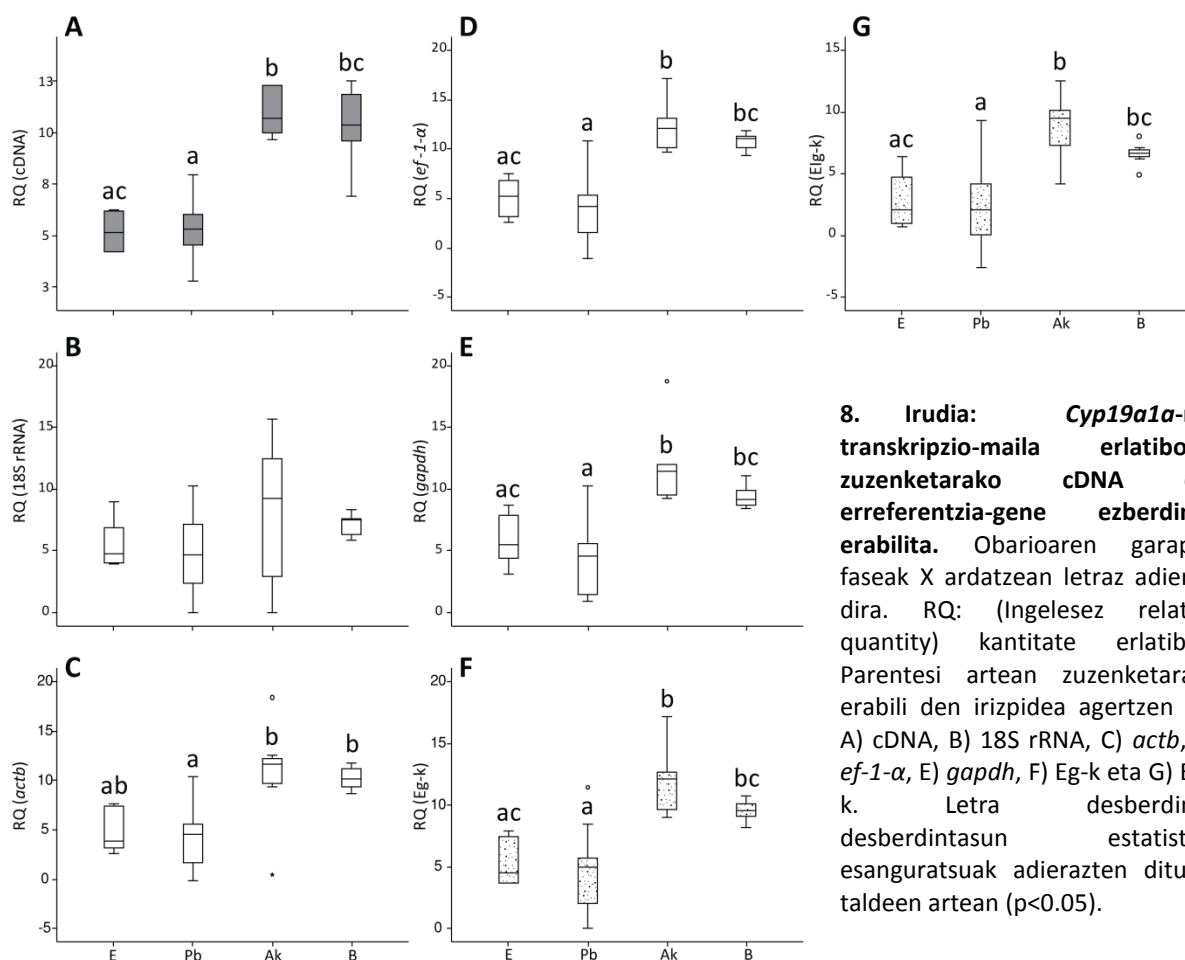 A
RQ (cDNA)
13
10
8
5
3
ac
a
b
bc
D
RQ (ef-1-α)
20
15
10
5
0
-5
ac
a
b
bc
G
RQ (EIg-k)
15
10
5
0
-5
ac
a
b
bc
E Pb Ak B
B
RQ (18S rRNA)
20
15
10
5
0
E
RQ (gapdh)
20
15
10
5
0
ac
a
b
bc
C
RQ (actb)
20
15
10
5
0
-5
ab
a
b
b
E Pb Ak B
F
RQ (Eg-k)
20
15
10
5
0
ac
a
b
bc
E Pb Ak B
8. Irudia: Cyp19a1a-
transkripzio-maila erlatibo
zuzenketarako cDNA
erreferentzia-gene ezberdin
erabilita. Obarioaren garap
faseak X ardatzean letraz adier
dira. RQ: (Ingelesez relat
quantity) kantitate erlatib
Parentesi artean zuzenketara
erabili den irizpidea agertzen
A) cDNA, B) 18S rRNA, C) actb,
ef-1-α, E) gapdh, F) Eg-k eta G) E
k. Letra desberdin
desberdintasun estatist
esanguratsuak adierazten ditu
taldeen artean (p<0.05).